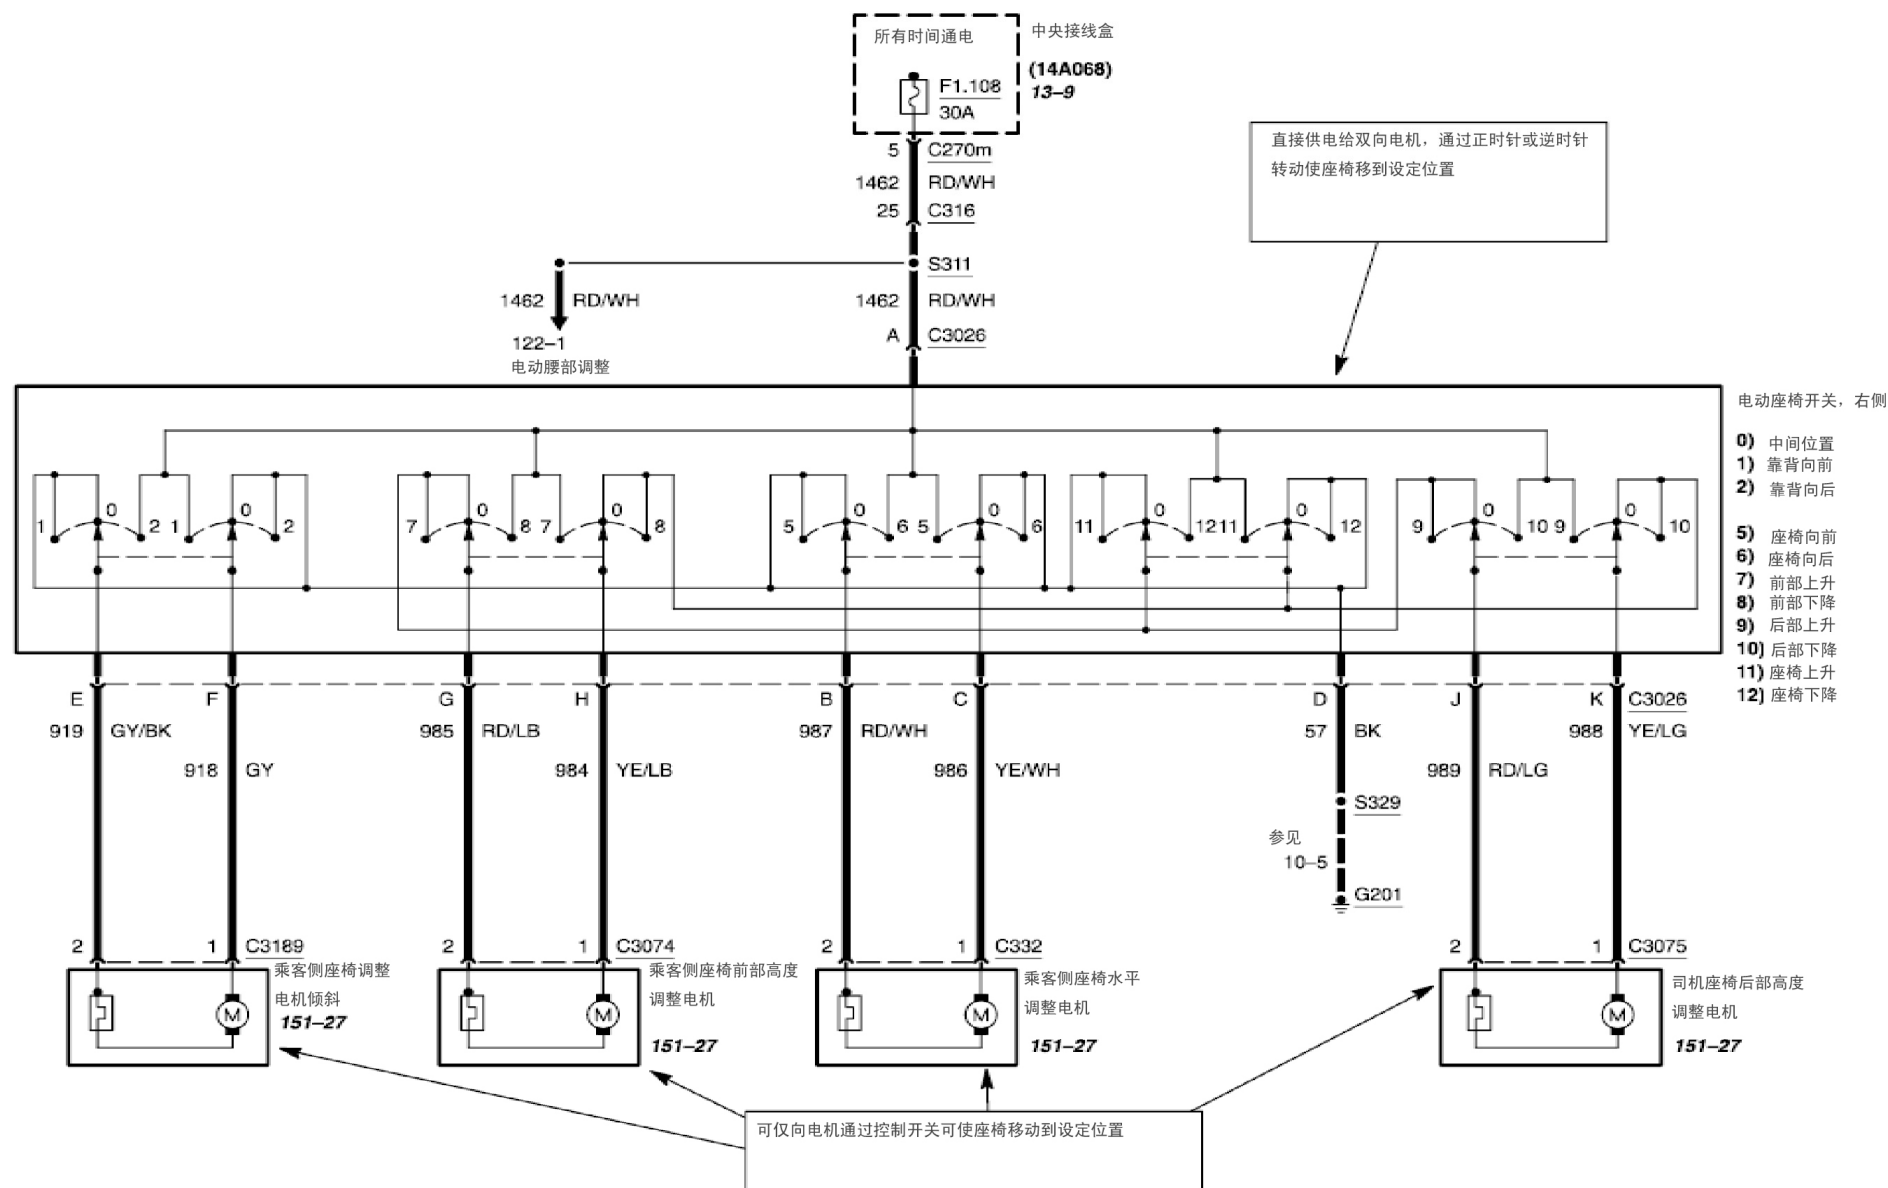 所有时间通电
中央接线盒
(14A068)
13–9
F1.108
30A
5 C270m
1462 RD/WH
25 C316
直接供电给双向电机，通过正时针或逆时针
转动使座椅移到设定位置
S311
1462 RD/WH
1462 RD/WH
A C3026
122–1
电动腰部调整
电动座椅开关，右侧
0) 中间位置
1) 靠背向前
2) 靠背向后
5) 座椅向前
6) 座椅向后
7) 前部上升
8) 前部下降
9) 后部上升
10) 后部下降
11) 座椅上升
12) 座椅下降
1 0 2 1 0 2
7 0 8 7 0 8
5 0 6 5 0 6
11 0 12 11 0 12
9 0 10 9 0 10
E F G H B C D J K C3026
919 GY/BK
985 RD/LB
987 RD/WH
57 BK
988 YE/LG
918 GY
984 YE/LB
986 YE/WH
989 RD/LG
S329
参见
10–5
G201
2 1 C3189
2 1 C3074
2 1 C332
2 1 C3075
乘客侧座椅调整
电机倾斜
151–27
M
乘客侧座椅前部高度
调整电机
151–27
M
乘客侧座椅水平
调整电机
151–27
M
司机座椅后部高度
调整电机
151–27
M
可仅向电机通过控制开关可使座椅移动到设定位置